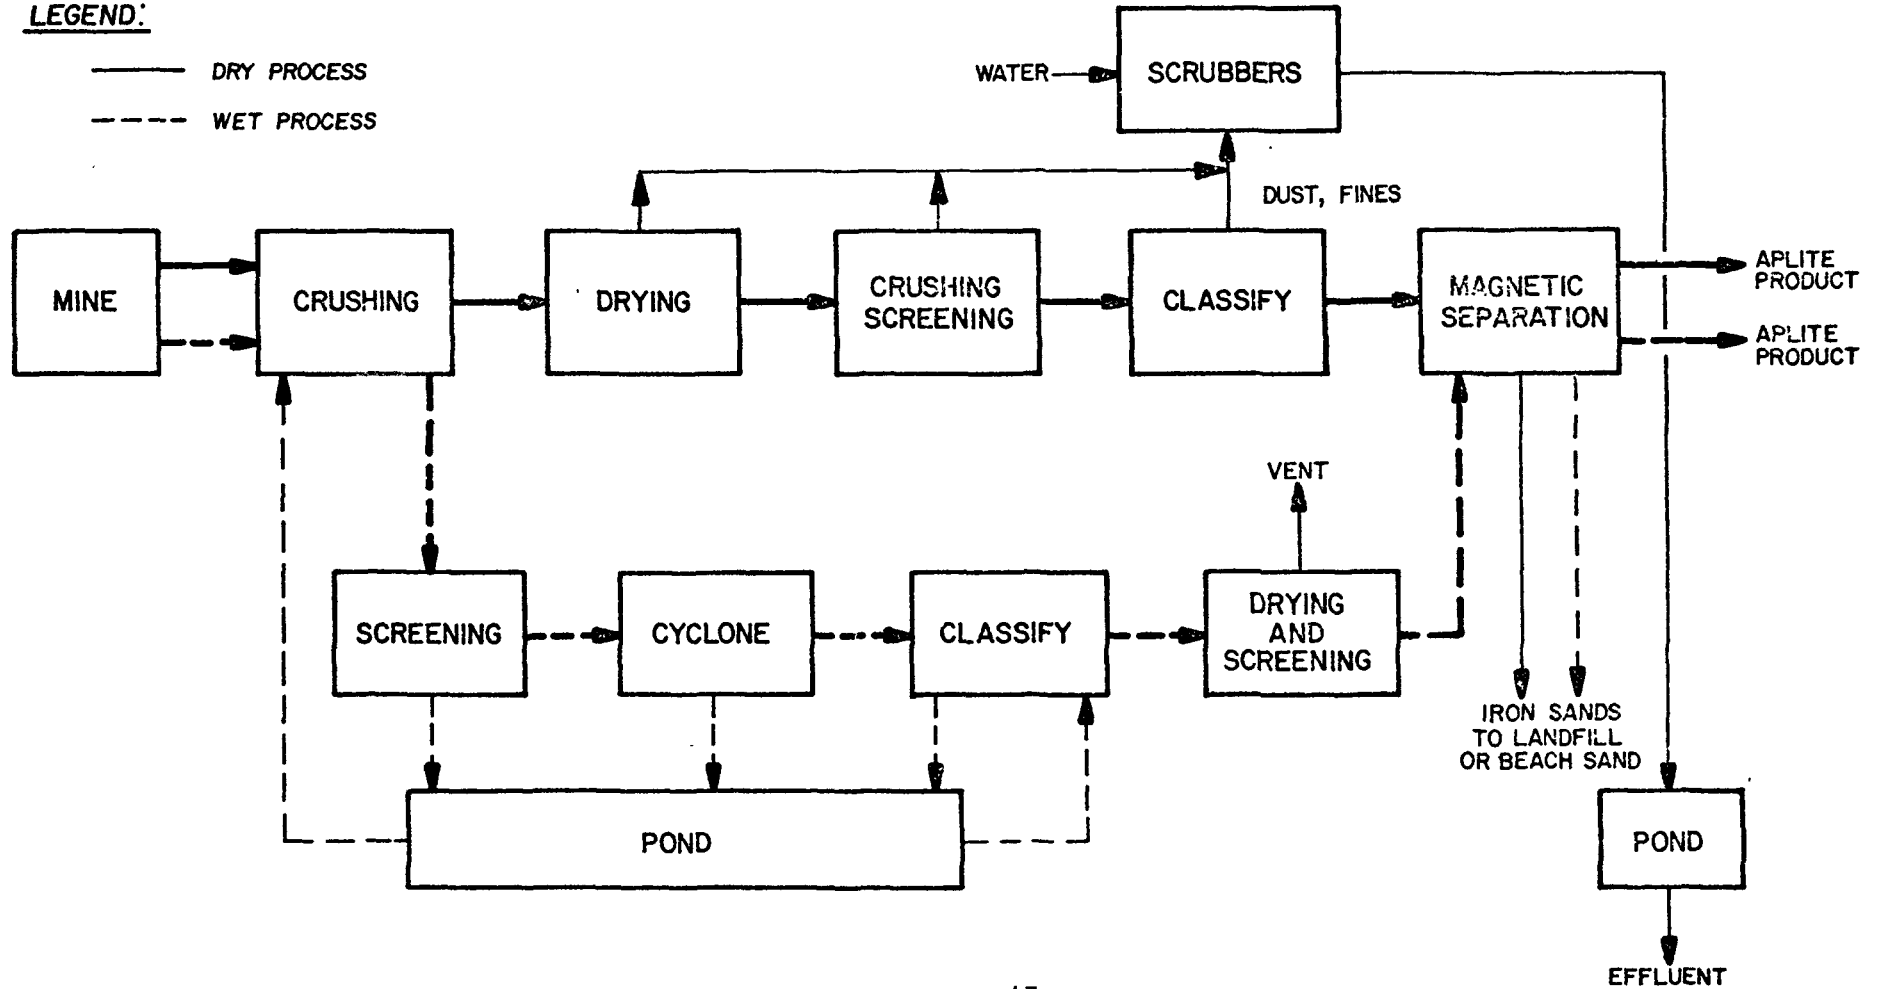 LEGEND:
DRY PROCESS
WET PROCESS
WATER
SCRUBBERS
DUST, FINES
MINE
CRUSHING
DRYING
CRUSHING
SCREENING
CLASSIFY
MAGNETIC
SEPARATION
APLITE
PRODUCT
APLITE
PRODUCT
VENT
SCREENING
CYCLONE
CLASSIFY
DRYING
AND
SCREENING
IRON SANDS
TO LANDFILL
OR BEACH SAND
POND
POND
EFFLUENT